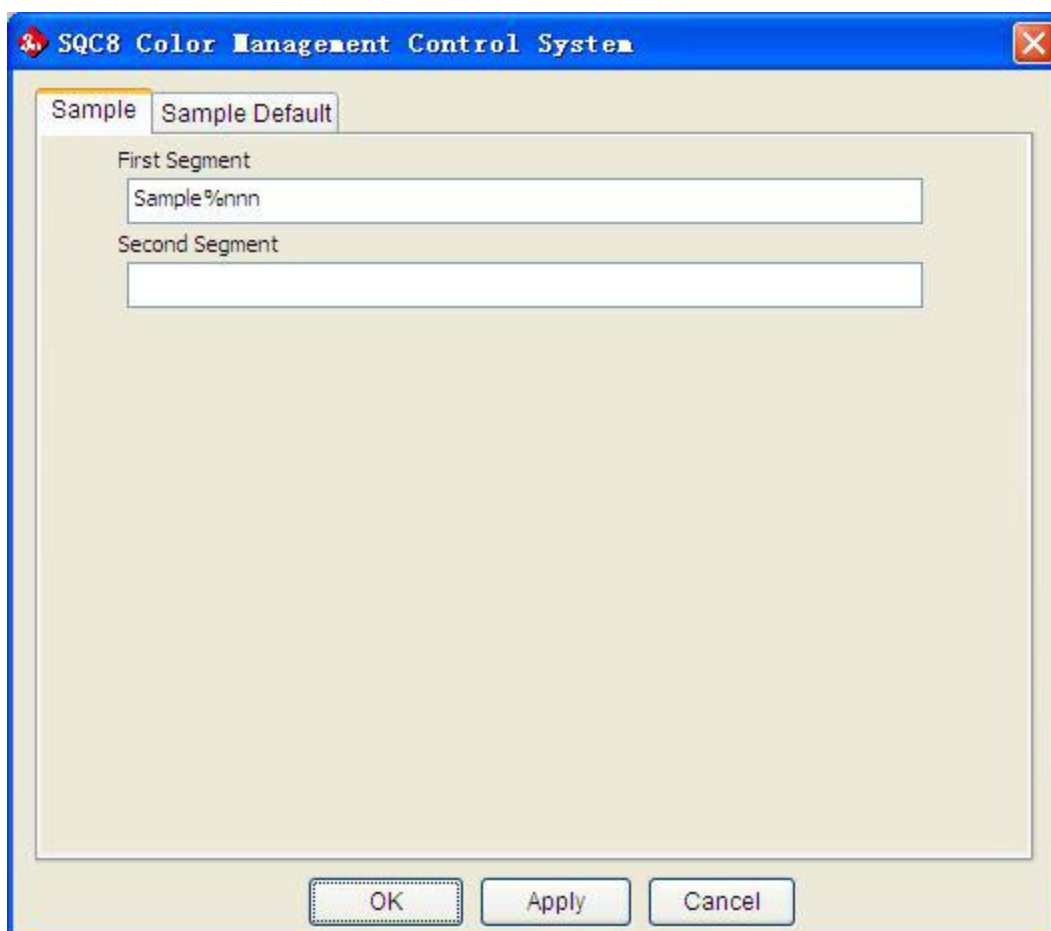 SQC8 Color Management Control System
Sample
Sample Default
First Segment
Sample%nnn
Second Segment
OK
Apply
Cancel